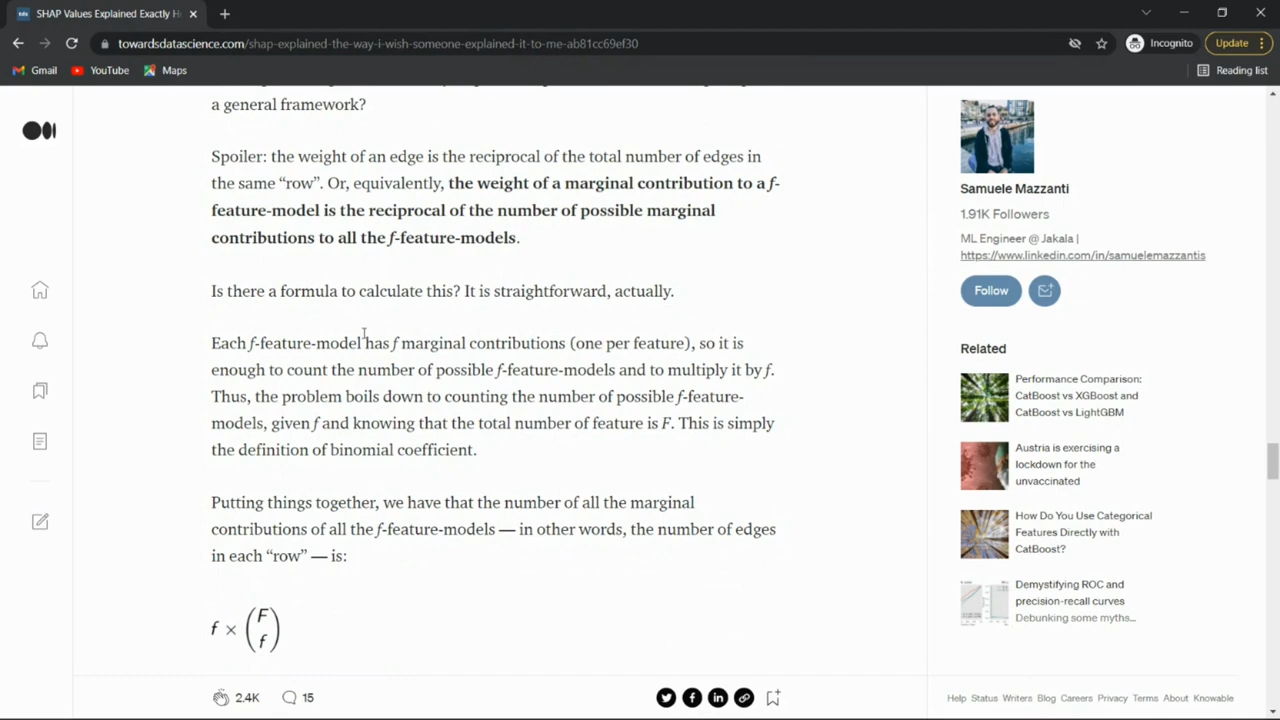 tds SHAP Values Explained Exactly H
towardsdatascience.com/shap-explained-the-way-i-wish-someone-explained-it-to-me-ab81cc69ef30
Incognito
Update
Gmail
YouTube
Maps
Reading list
a general framework?
Spoiler: the weight of an edge is the reciprocal of the total number of edges in
the same “row”. Or, equivalently, the weight of a marginal contribution to a f-
feature-model is the reciprocal of the number of possible marginal
contributions to all the f-feature-models.
Is there a formula to calculate this? It is straightforward, actually.
Each f-feature-model has f marginal contributions (one per feature), so it is
enough to count the number of possible f-feature-models and to multiply it by f.
Thus, the problem boils down to counting the number of possible f-feature-
models, given f and knowing that the total number of feature is F. This is simply
the definition of binomial coefficient.
Putting things together, we have that the number of all the marginal
contributions of all the f-feature-models — in other words, the number of edges
in each “row” — is:
f × (F
f)
2.4K
15
Samuele Mazzanti
1.91K Followers
ML Engineer @ Jakala |
https://www.linkedin.com/in/samuelemazzantis
Follow
Related
Performance Comparison:
CatBoost vs XGBoost and
CatBoost vs LightGBM
Austria is exercising a
lockdown for the
unvaccinated
How Do You Use Categorical
Features Directly with
CatBoost?
Demystifying ROC and
precision-recall curves
Debunking some myths...
Help Status Writers Blog Careers Privacy Terms About Knowable